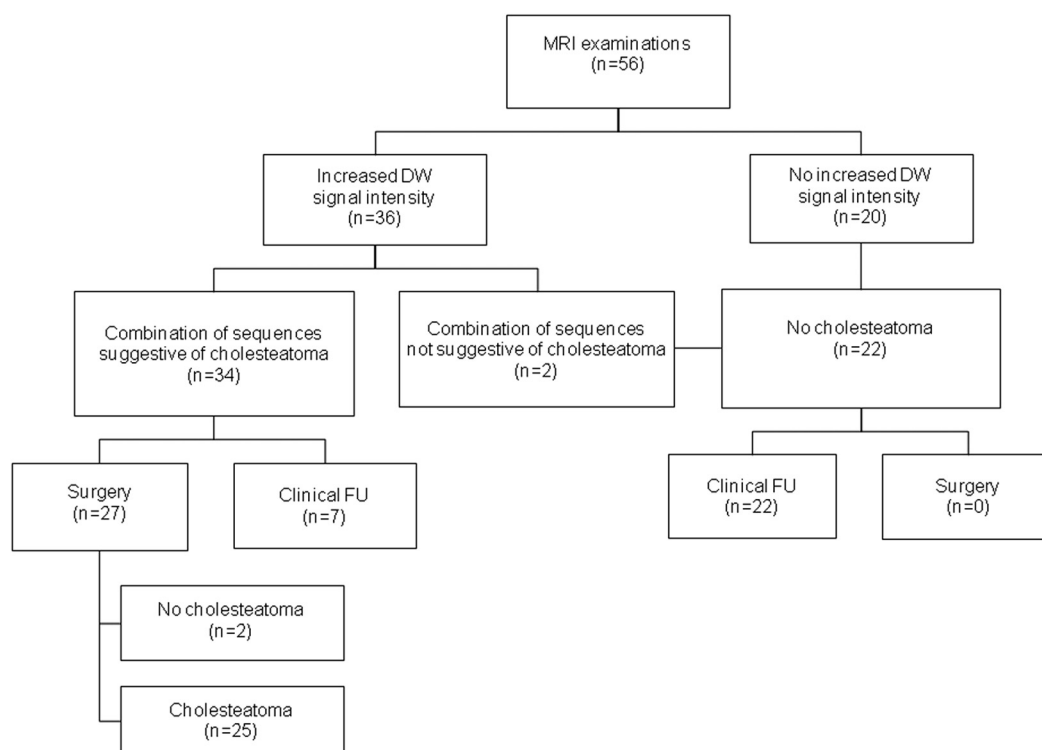 MRI examinations
(n=56)
Increased DW
signal intensity
(n=36)
No increased DW
signal intensity
(n=20)
Combination of sequences
suggestive of cholesteatoma
(n=34)
Combination of sequences
not suggestive of cholesteatoma
(n=2)
No cholesteatoma
(n=22)
Surgery
(n=27)
Clinical FU
(n=7)
Clinical FU
(n=22)
Surgery
(n=0)
No cholesteatoma
(n=2)
Cholesteatoma
(n=25)